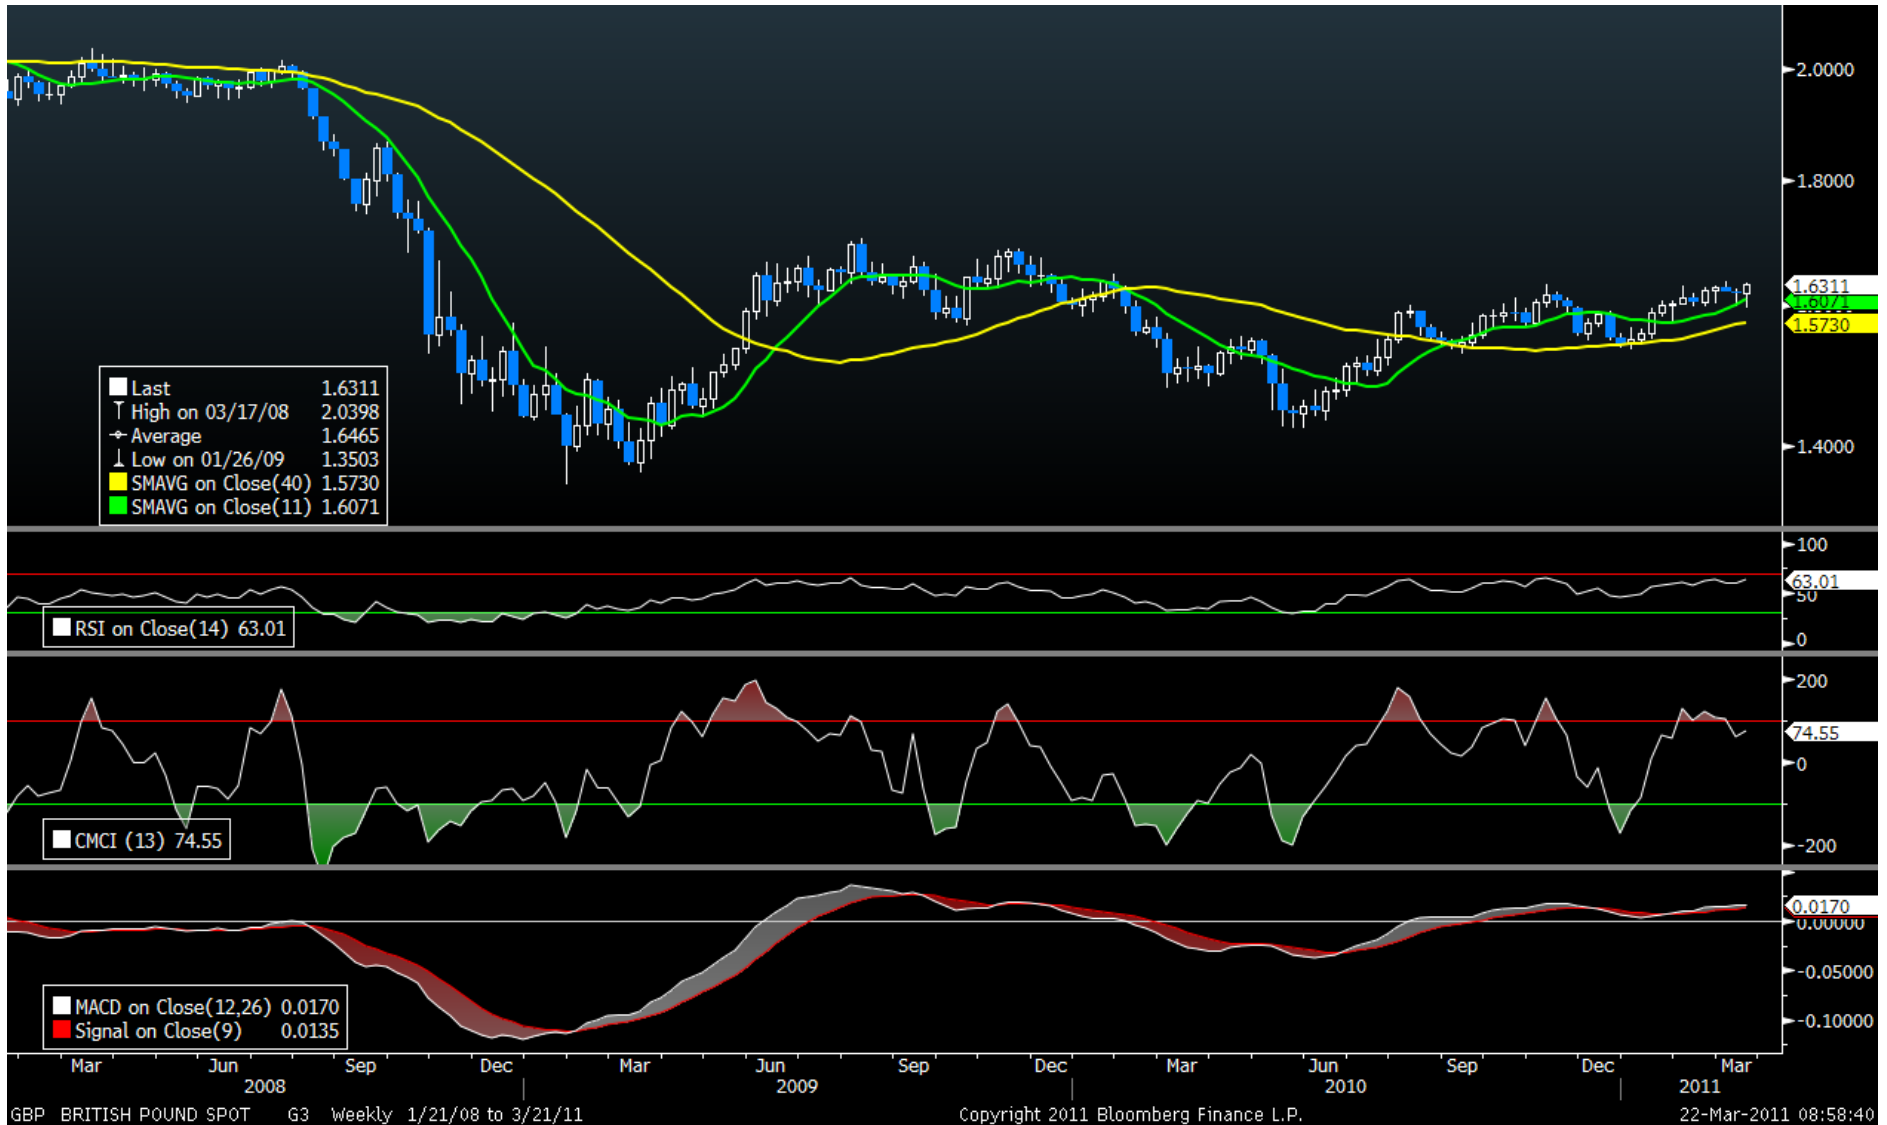 2.0000
1.8000
1.6311
1.6071
1.5730
1.4000
Last 1.6311
High on 03/17/08 2.0398
Average 1.6465
Low on 01/26/09 1.3503
SMAVG on Close(40) 1.5730
SMAVG on Close(11) 1.6071
100
63.01
50
0
RSI on Close(14) 63.01
200
74.55
0
-200
CMCI (13) 74.55
0.0170
0.00000
-0.05000
-0.10000
MACD on Close(12,26) 0.0170
Signal on Close(9) 0.0135
Mar Jun Sep Dec Mar Jun Sep Dec Mar Jun Sep Dec Mar
2008 2009 2010 2011
GBP BRITISH POUND SPOT G3 Weekly 1/21/08 to 3/21/11 Copyright 2011 Bloomberg Finance L.P. 22-Mar-2011 08:58:40